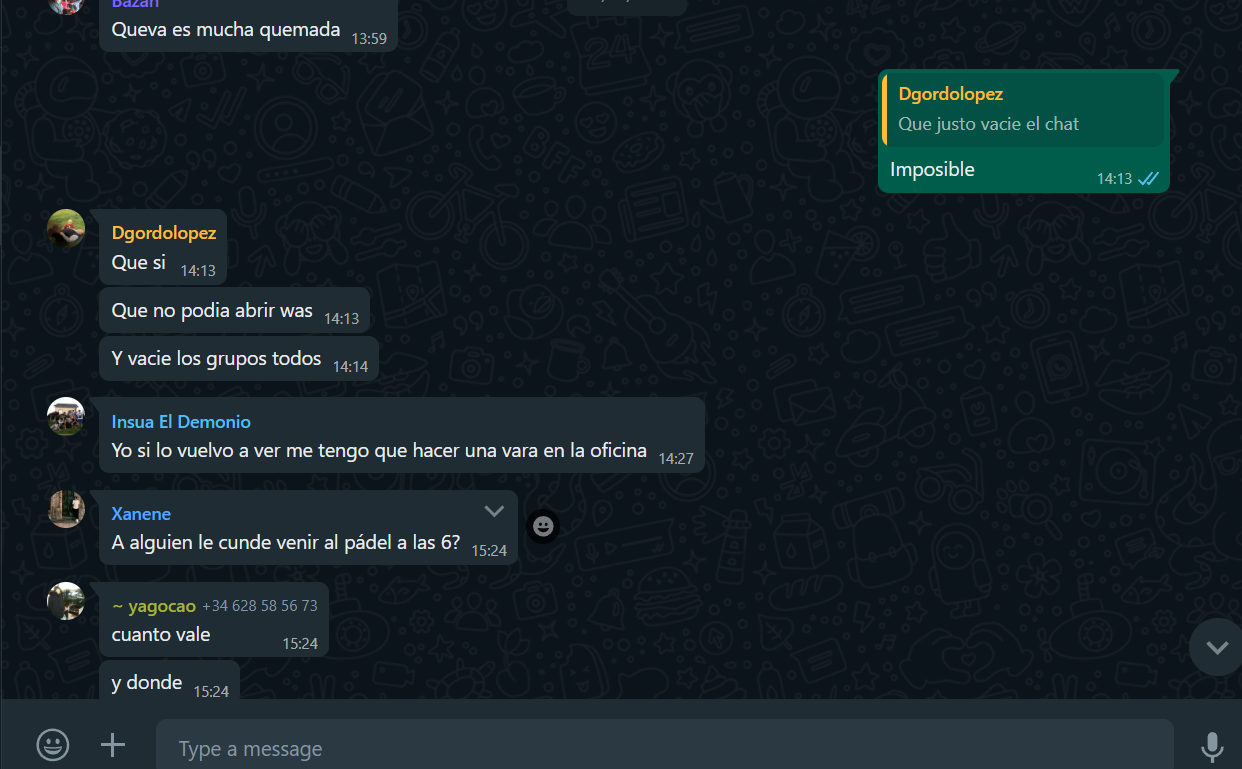 Bazán
Queva es mucha quemada 13:59
Dgordolopez
Que justo vacie el chat
Imposible
14:13
Dgordolopez
Que si 14:13
Que no podia abrir was 14:13
Y vacie los grupos todos 14:14
Insua El Demonio
Yo si lo vuelvo a ver me tengo que hacer una vara en la oficina 14:27
Xanene
A alguien le cunde venir al pádel a las 6? 15:24
~ yagocao +34 628 58 56 73
cuanto vale 15:24
y donde 15:24
Type a message